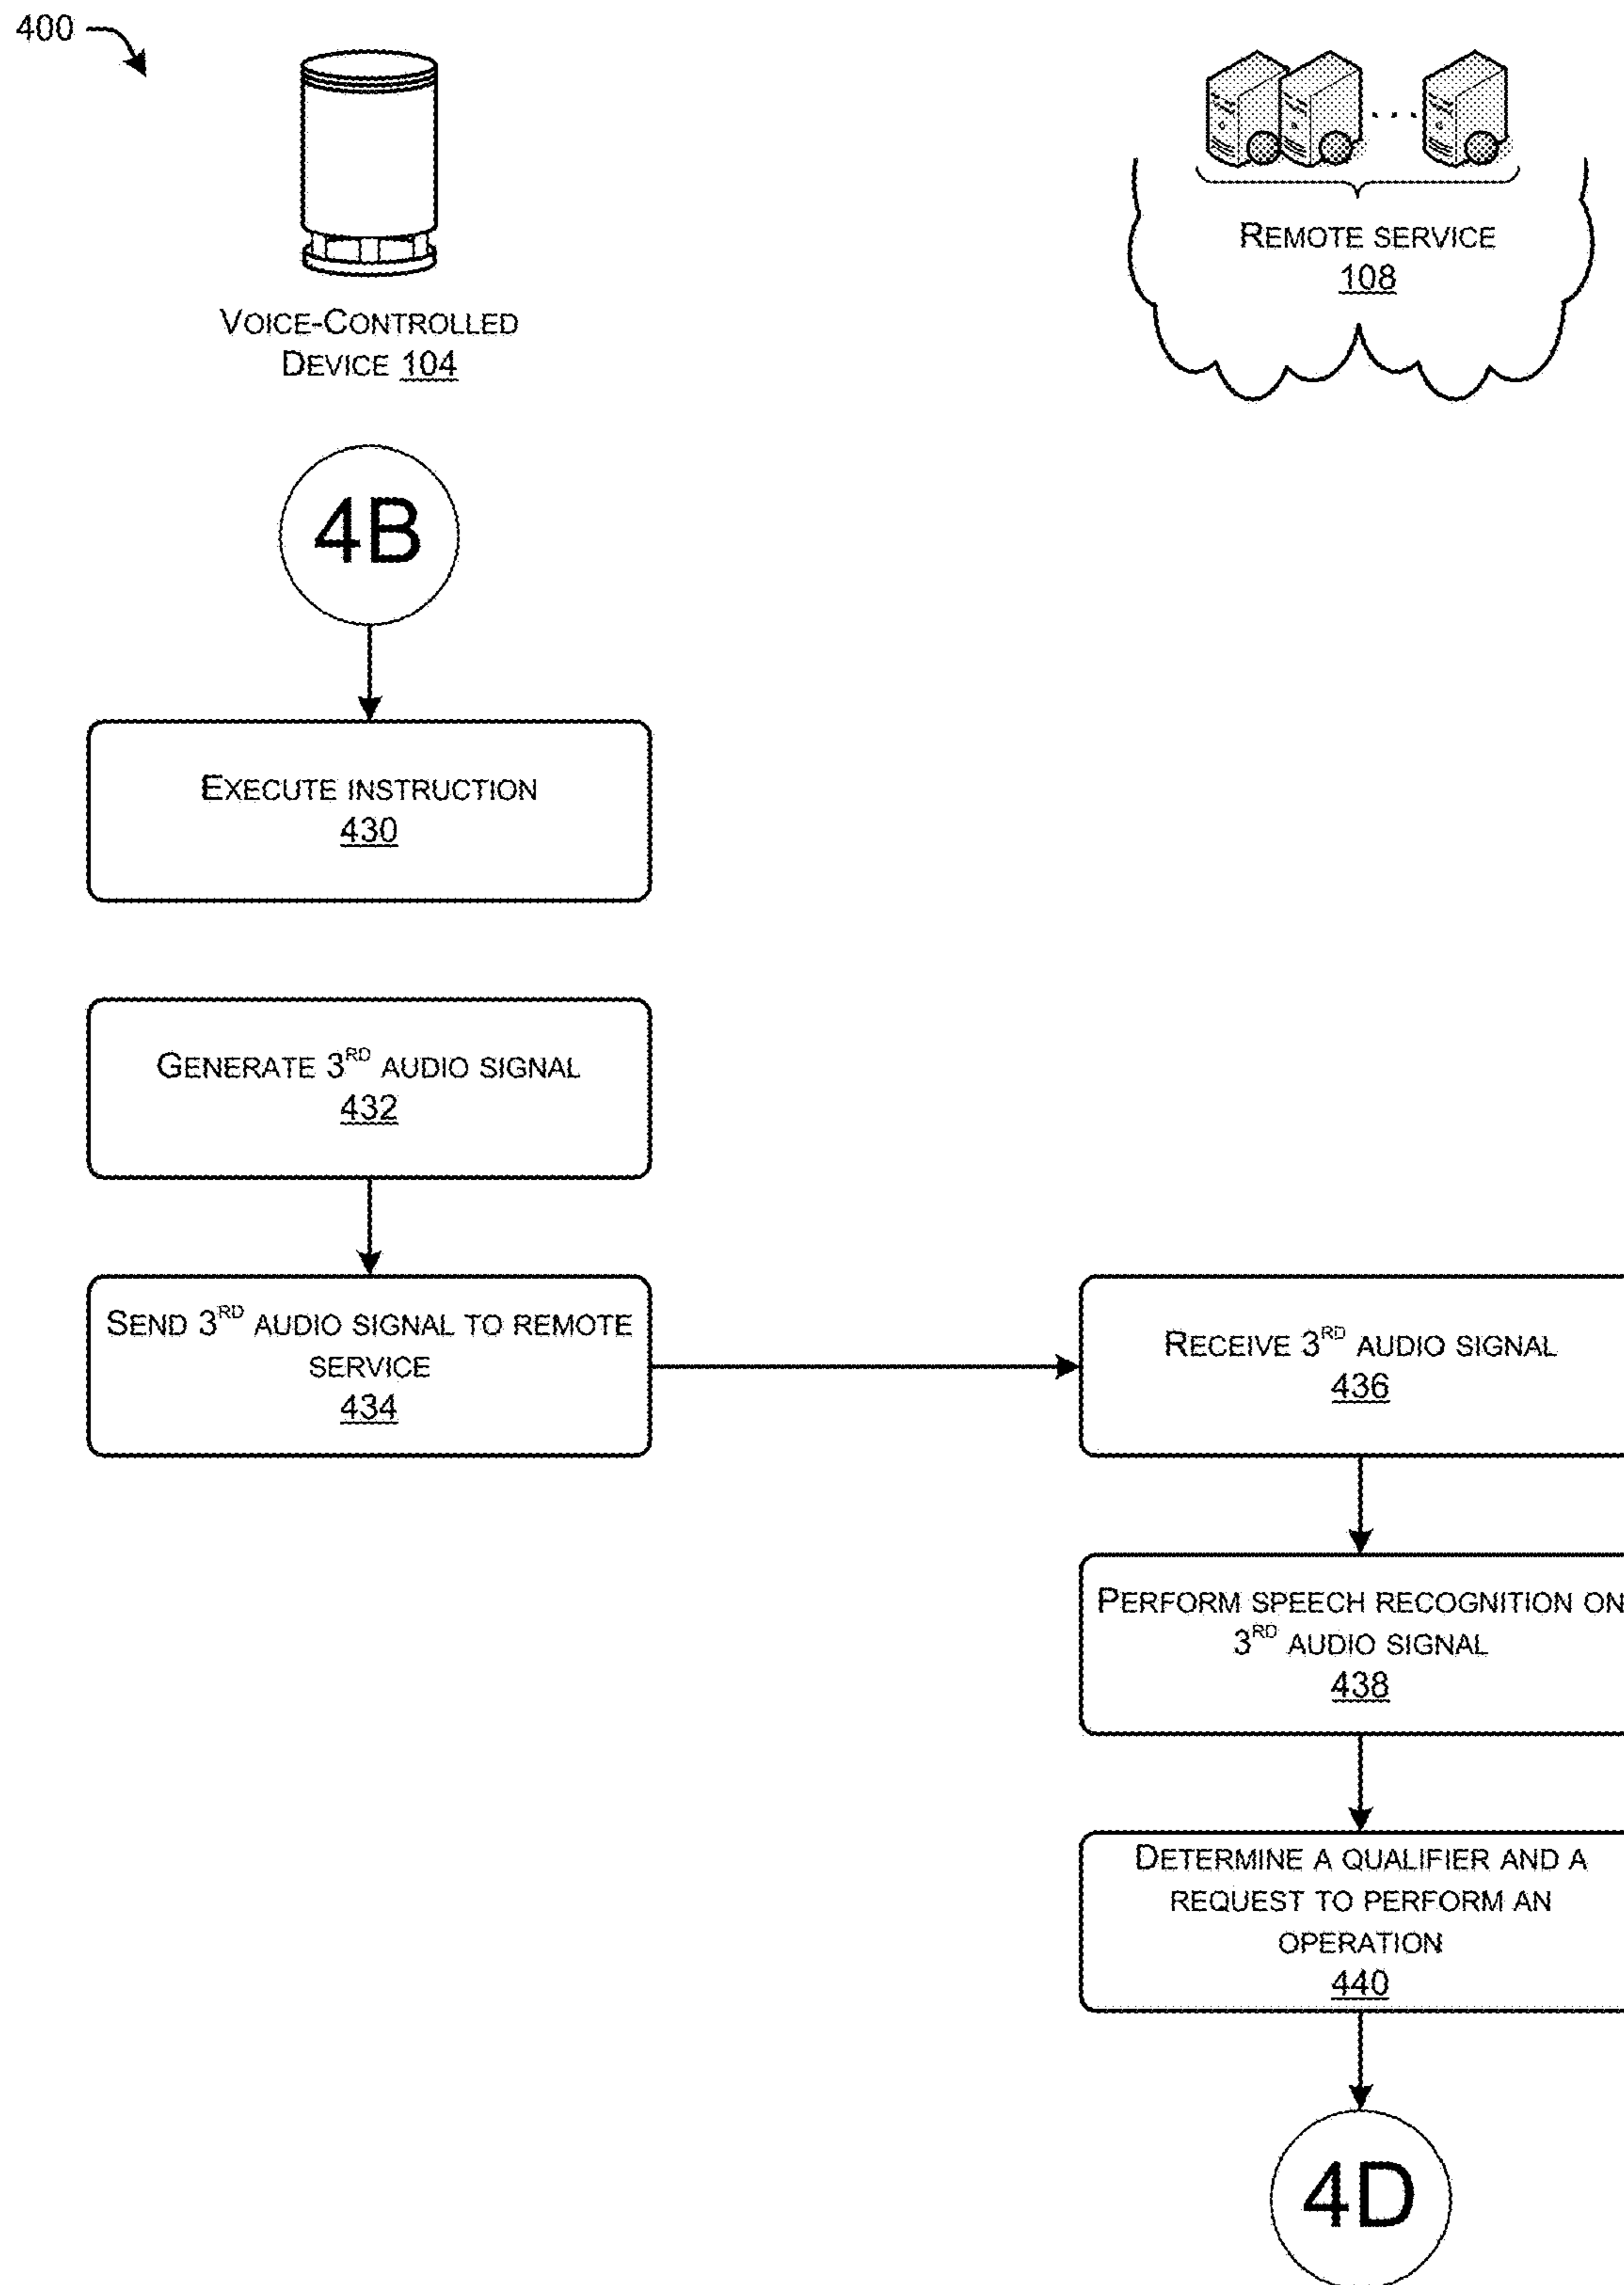 400
REMOTE SERVICE
108
VOICE-CONTROLLED
DEVICE 104
4B
EXECUTE INSTRUCTION
430
GENERATE 3RD AUDIO SIGNAL
432
SEND 3RD AUDIO SIGNAL TO REMOTE
SERVICE
434
RECEIVE 3RD AUDIO SIGNAL
436
PERFORM SPEECH RECOGNITION ON
3RD AUDIO SIGNAL
438
DETERMINE A QUALIFIER AND A
REQUEST TO PERFORM AN
OPERATION
440
4D